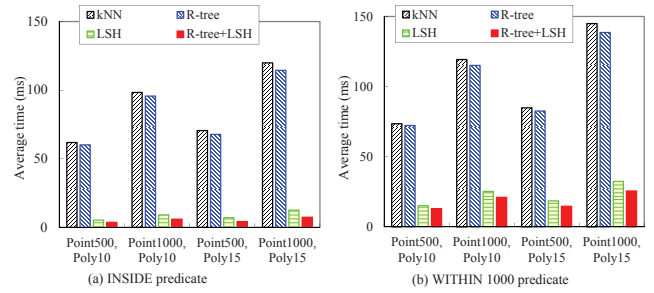 kNN R-tree
LSH R-tree+LSH
150
100
50
0
Average time (ms)
Point500, Point1000, Point500, Point1000,
Poly10 Poly10 Poly15 Poly15
(a) INSIDE predicate
kNN R-tree
LSH R-tree+LSH
150
100
50
0
Average time (ms)
Point500, Point1000, Point500, Point1000,
Poly10 Poly10 Poly15 Poly15
(b) WITHIN 1000 predicate